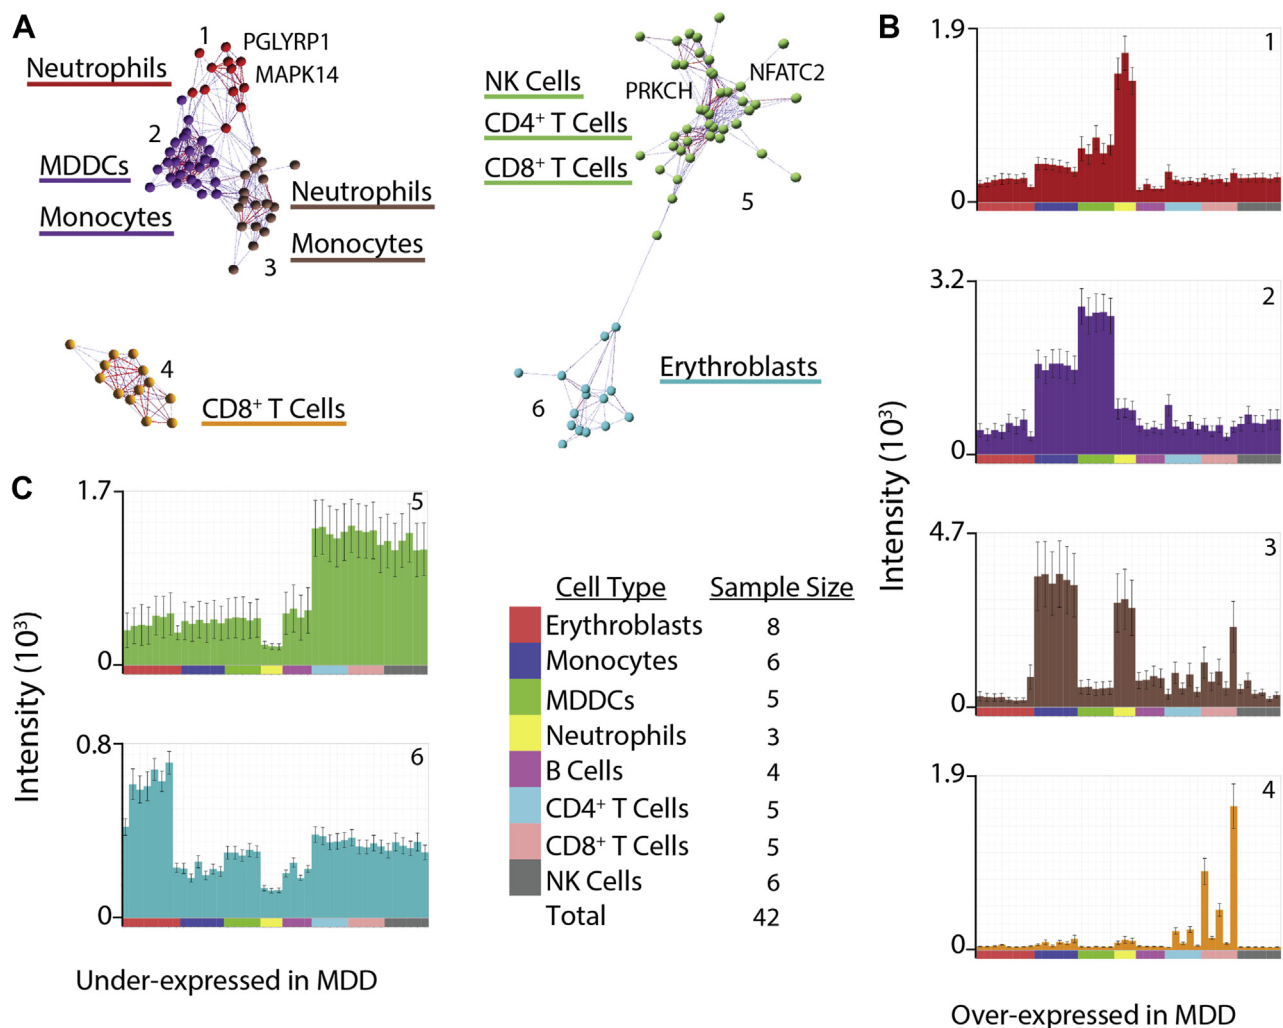 A
1
PGLYRP1
MAPK14
Neutrophils
2
MDDCs
Monocytes
Neutrophils
Monocytes
3
4
CD8⁺ T Cells
NK Cells
CD4⁺ T Cells
CD8⁺ T Cells
PRKCH
NFATC2
5
Erythroblasts
6
B
1.9
1
0
3.2
2
0
Intensity (10³)
4.7
3
0
1.9
4
0
Over-expressed in MDD
C
1.7
5
0
Intensity (10³)
0.8
6
0
Under-expressed in MDD
Cell Type Sample Size
Erythroblasts 8
Monocytes 6
MDDCs 5
Neutrophils 3
B Cells 4
CD4⁺ T Cells 5
CD8⁺ T Cells 5
NK Cells 6
Total 42